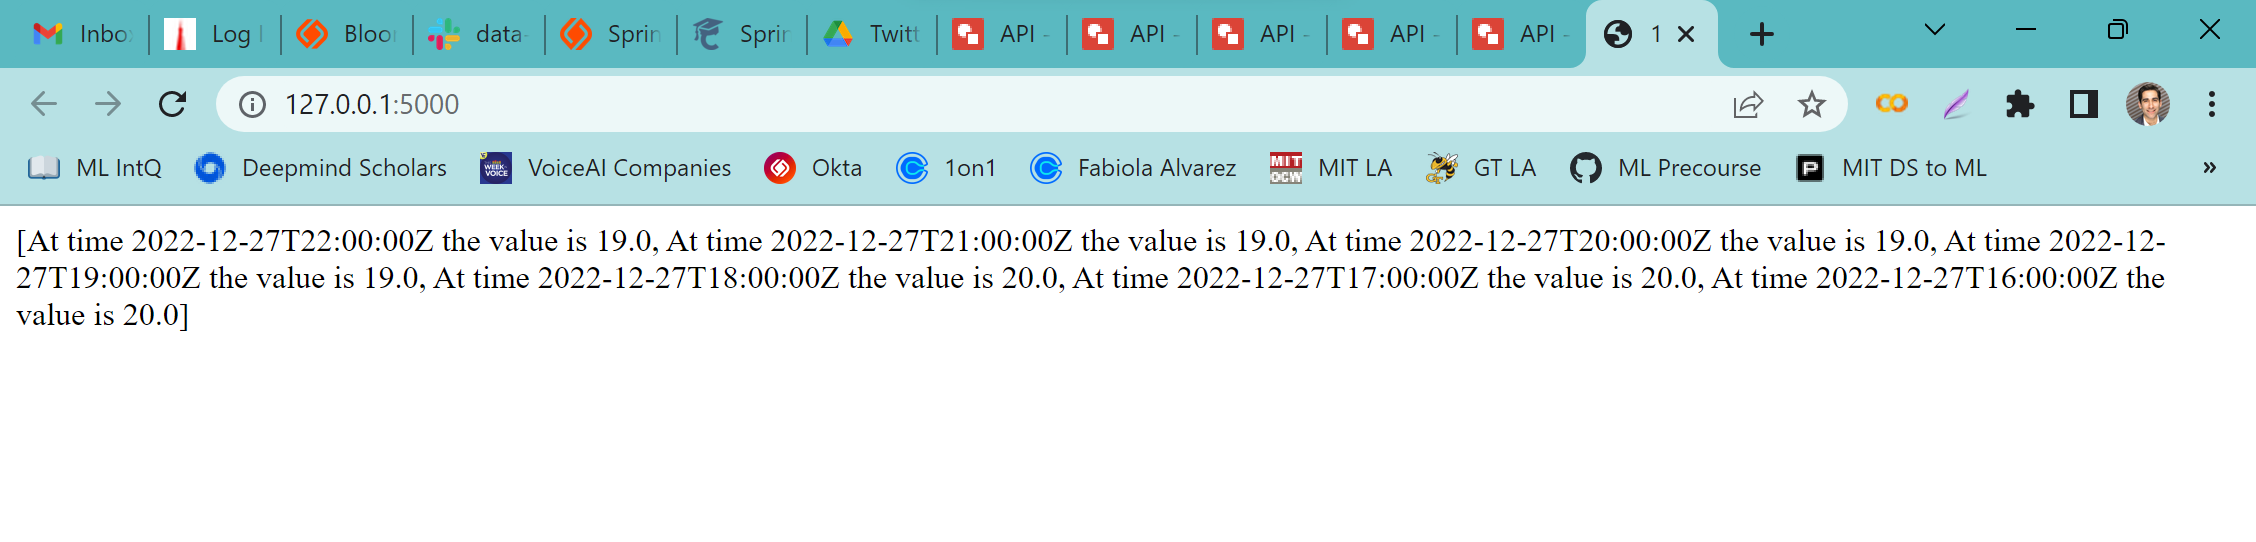 Inbo
Log I
Bloor
data-
Sprin
Sprin
Twitt
API -
API -
API -
API -
API -
1
127.0.0.1:5000
ML IntQ
Deepmind Scholars
WEEK
VOICE
VoiceAI Companies
Okta
1on1
Fabiola Alvarez
MIT
OCW
MIT LA
GT LA
ML Precourse
P
MIT DS to ML
»
[At time 2022-12-27T22:00:00Z the value is 19.0, At time 2022-12-27T21:00:00Z the value is 19.0, At time 2022-12-27T20:00:00Z the value is 19.0, At time 2022-12-
27T19:00:00Z the value is 19.0, At time 2022-12-27T18:00:00Z the value is 20.0, At time 2022-12-27T17:00:00Z the value is 20.0, At time 2022-12-27T16:00:00Z the
value is 20.0]